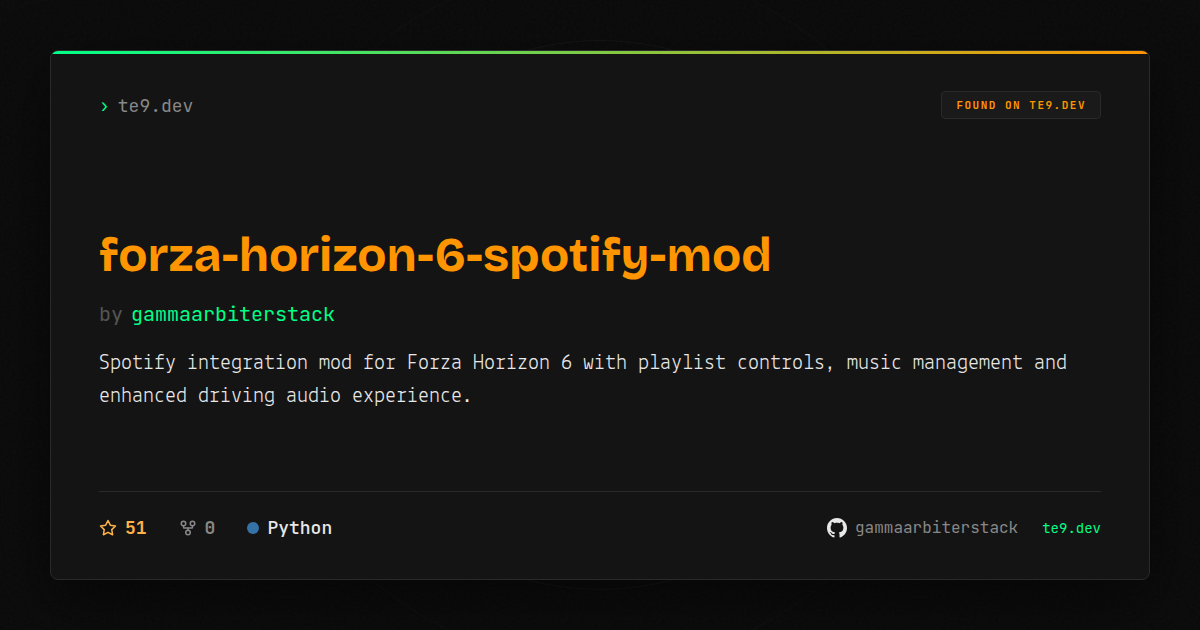 › te9.dev
FOUND ON TE9.DEV
forza-horizon-6-spotify-mod
by gammaarbiterstack
Spotify integration mod for Forza Horizon 6 with playlist controls, music management and
enhanced driving audio experience.
51 0 Python
gammaarbiterstack te9.dev